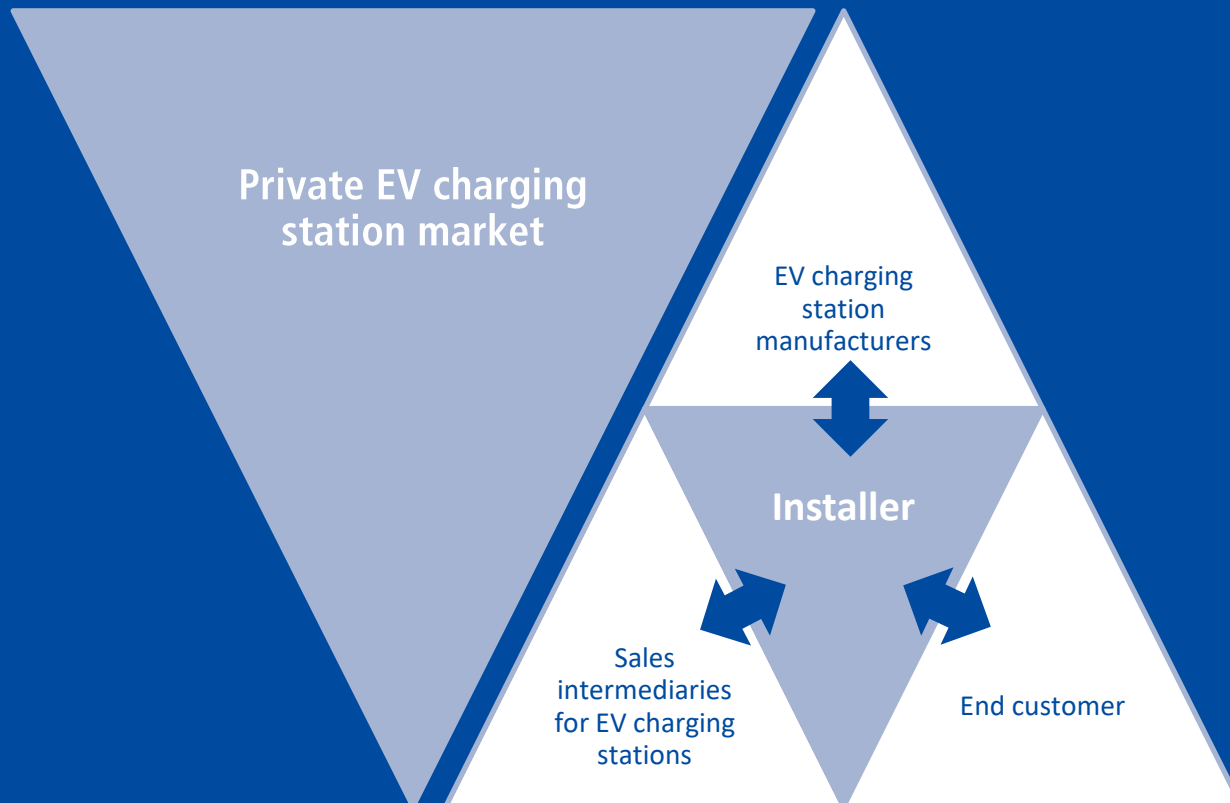 Private EV charging
station market
EV charging
station
manufacturers
Installer
Sales
intermediaries
for EV charging
stations
End customer